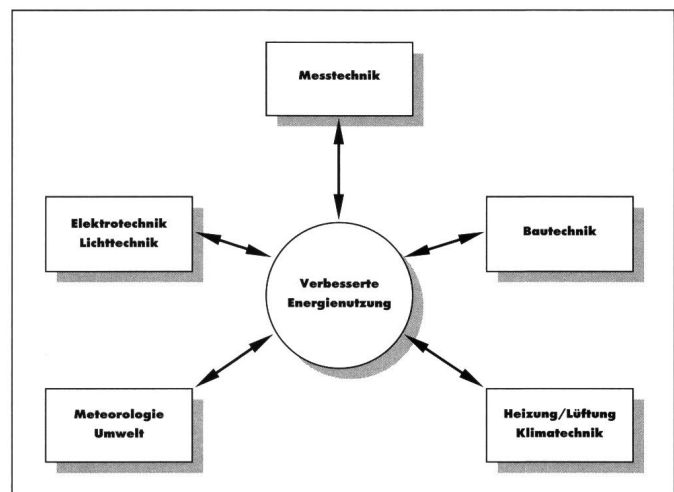 Messtechnik
Elektrotechnik
Lichttechnik
Bautechnik
Verbesserte
Energienutzung
Meteorologie
Umwelt
Heizung/Lüftung
Klimatechnik